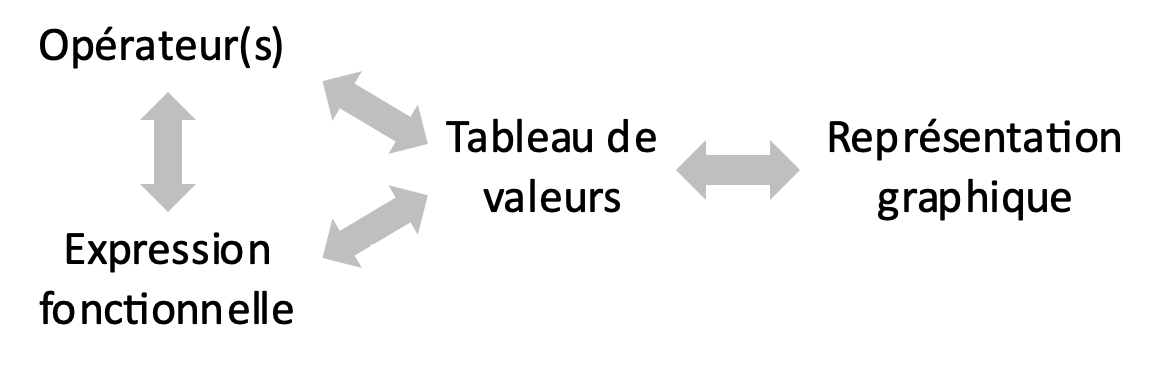 Opérateur(s)
Tableau de
valeurs
Représentation
graphique
Expression
fonctionnelle